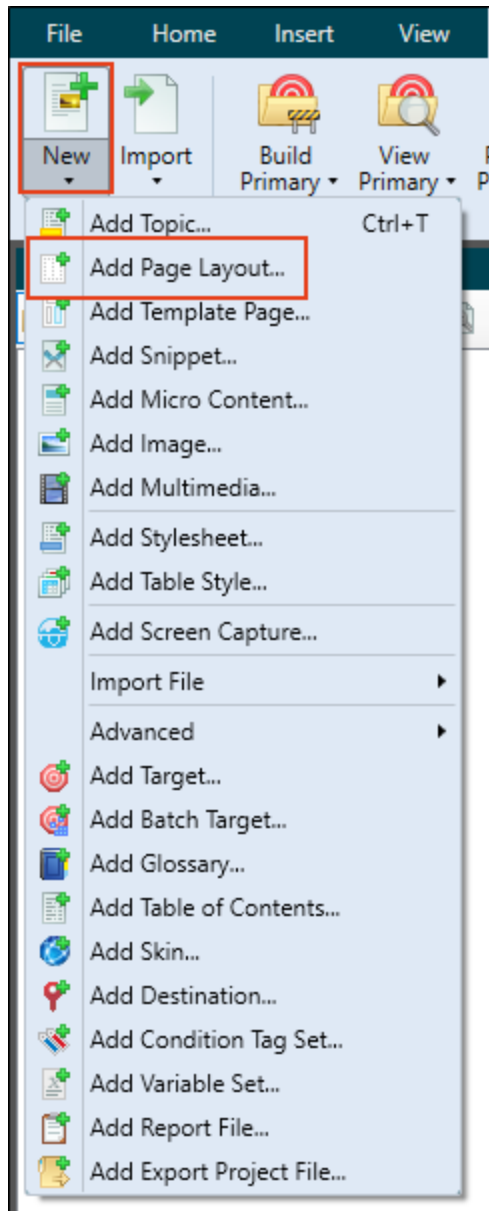 File Home Insert View
New Import Build Primary View Primary
Add Topic... Ctrl+T
Add Page Layout...
Add Template Page...
Add Snippet...
Add Micro Content...
Add Image...
Add Multimedia...
Add Stylesheet...
Add Table Style...
Add Screen Capture...
Import File
Advanced
Add Target...
Add Batch Target...
Add Glossary...
Add Table of Contents...
Add Skin...
Add Destination...
Add Condition Tag Set...
Add Variable Set...
Add Report File...
Add Export Project File...